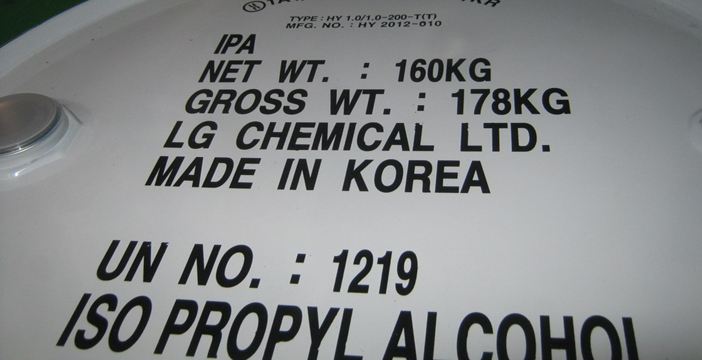 TYPE : HY 1.0/1.0-200-T(T)
MFG. NO. : HY 2012-010
IPA
NET WT. : 160KG
GROSS WT. : 178KG
LG CHEMICAL LTD.
MADE IN KOREA
UN NO. : 1219
ISO PROPYL ALCOHOL